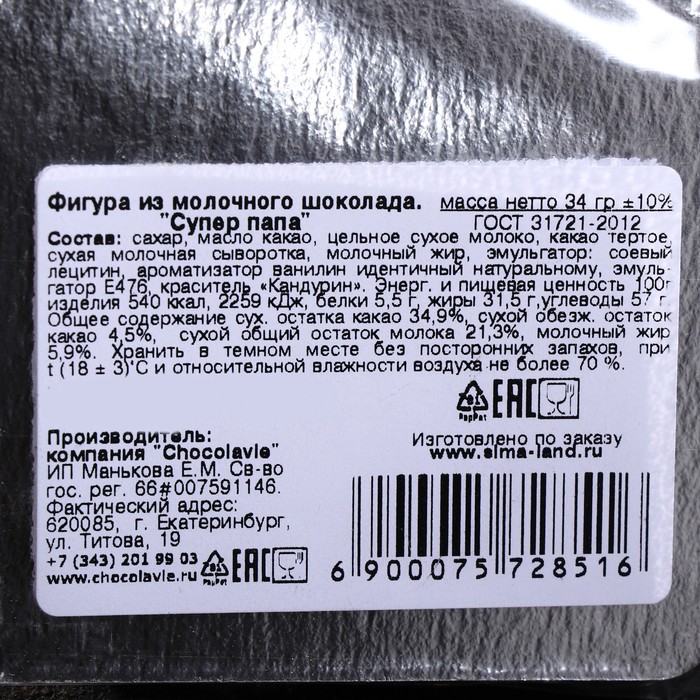 Фигура из молочного шоколада. масса нетто 34 гр ±10%
"Супер папа" ГОСТ 31721-2012
Состав: сахар, масло какао, цельное сухое молоко, какао тертое,
сухая молочная сыворотка, молочный жир, эмульгатор: соевый
лецитин, ароматизатор ванилин идентичный натуральному, эмуль-
гатор Е476, краситель «Кандурин». Энерг. и пищевая ценность 100г
изделия 540 ккал, 2259 кДж, белки 5,5 г, жиры 31,5 г,углеводы 57 г.
Общее содержание сух. остатка какао 34,9%, сухой обезж. остаток
какао 4,5%, сухой общий остаток молока 21,3%, молочный жир
5,9%. Хранить в темном месте без посторонних запахов, при
t (18 ± 3)°С и относительной влажности воздуха не более 70 %.
PapPat EAC
Производитель:
компания "Chocolavie"
ИП Манькова Е.М. Св-во
гос. рег. 66#007591146.
Фактический адрес:
620085, г. Екатеринбург,
ул. Титова, 19
+7 (343) 201 99 03
www.chocolavie.ru PapPat EAC
Изготовлено по заказу
www.sima-land.ru
6 900075 728516